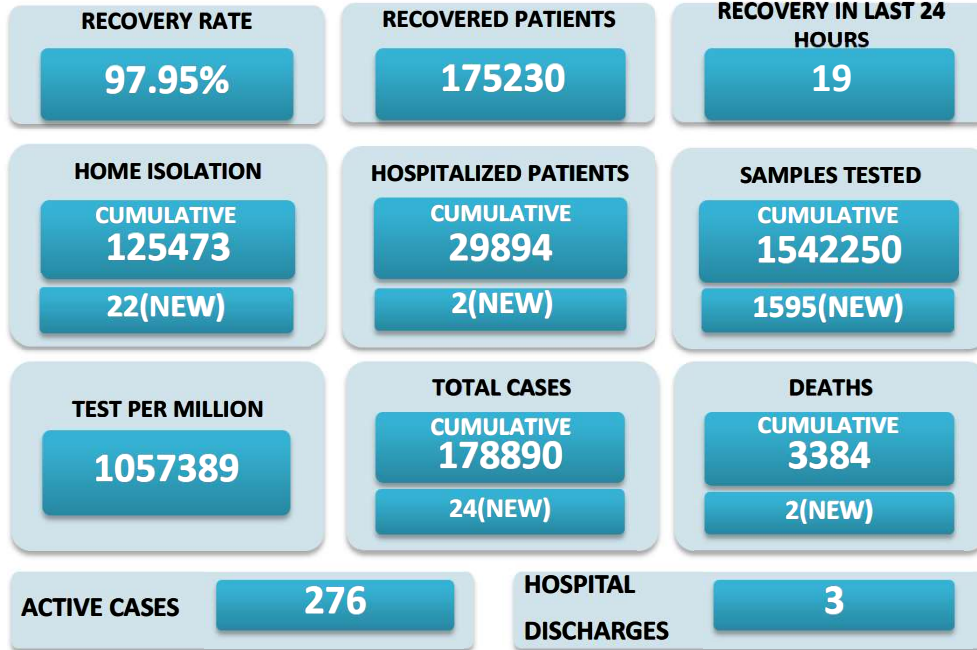 RECOVERY RATE
97.95%
RECOVERED PATIENTS
175230
RECOVERY IN LAST 24
HOURS
19
HOME ISOLATION
CUMULATIVE
125473
22(NEW)
HOSPITALIZED PATIENTS
CUMULATIVE
29894
2(NEW)
SAMPLES TESTED
CUMULATIVE
1542250
1595(NEW)
TEST PER MILLION
1057389
TOTAL CASES
CUMULATIVE
178890
24(NEW)
DEATHS
CUMULATIVE
3384
2(NEW)
ACTIVE CASES
276
HOSPITAL
DISCHARGES
3